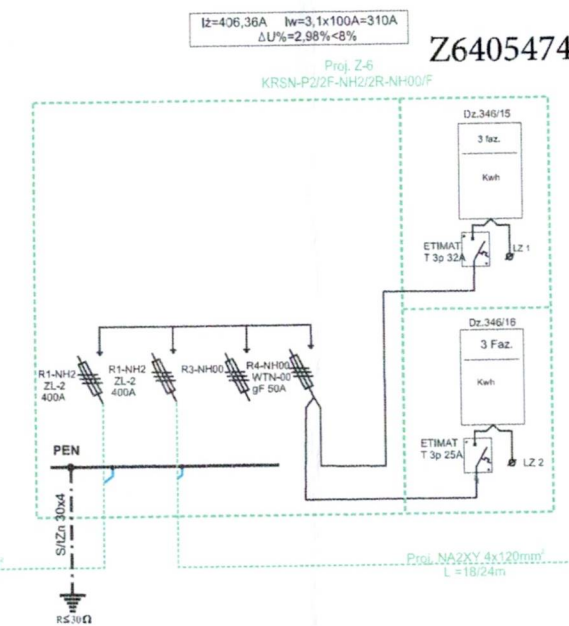 Iż=406,36A Iw=3,1x100A=310A
ΔU%=2,98%<8%
Z6405474
Proj. Z-6
KRSN-P2/2F-NH2/2R-NH00/F
Dz.346/15
3 faz.
Kwh
ETIMAT
T 3p 32A
LZ 1
Dz.346/16
3 Faz.
Kwh
ETIMAT
T 3p 25A
LZ 2
R1-NH2
ZL-2
400A
R1-NH2
ZL-2
400A
R3-NH00
R4-NH00
WTN-00
gF 50A
PEN
S/tZn 30x4
R≤30Ω
Proj. NA2XY 4x120mm²
L=18/24m